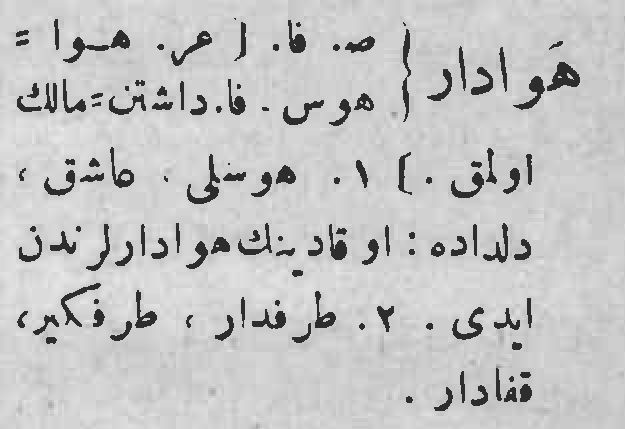 هَوادار { ص. فا. [ عر. هـوا =
هوس. فا. داشتن=مالك
اولمق. ] ١. هوسلى. عاشق،
دلداده : او قادينك هوادارلرندن
ايدى. ٢. طرفدار، طرفكير،
قفادار.